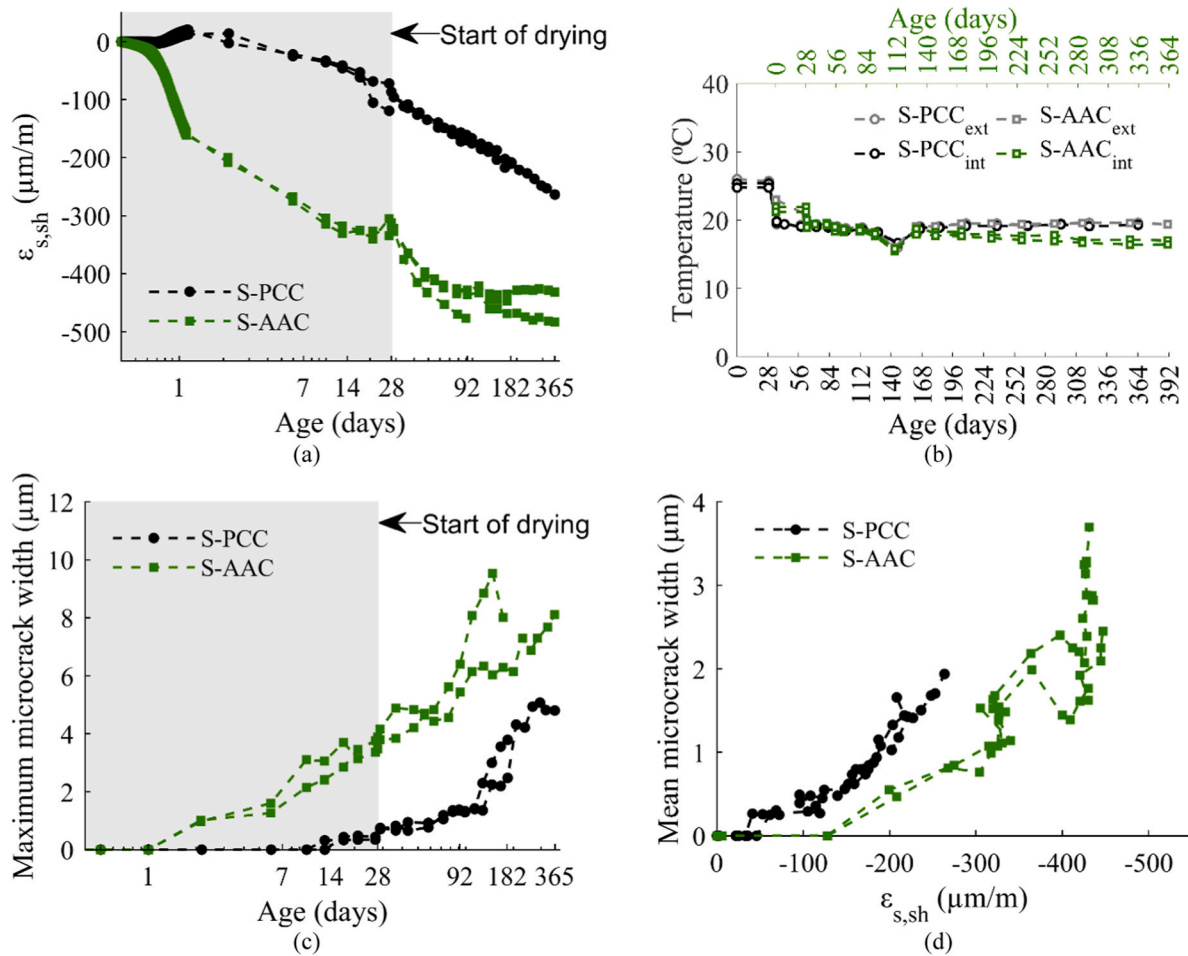 (a)
Start of drying
0
-100
-200
-300
-400
-500
ε_s,sh (μm/m)
S-PCC
S-AAC
1 7 14 28 92 182 365
Age (days)
(a)
(b)
Age (days)
0 28 56 84 112 140 168 196 224 252 280 308 336 364
40
30
20
10
0
Temperature (ºC)
S-PCC_ext S-AAC_ext
S-PCC_int S-AAC_int
0 28 56 84 112 140 168 196 224 252 280 308 336 364 392
Age (days)
(b)
(c)
12
10
8
6
4
2
0
Maximum microcrack width (μm)
Start of drying
S-PCC
S-AAC
1 7 14 28 92 182 365
Age (days)
(c)
(d)
4
3
2
1
0
Mean microcrack width (μm)
S-PCC
S-AAC
0 -100 -200 -300 -400 -500
ε_s,sh (μm/m)
(d)